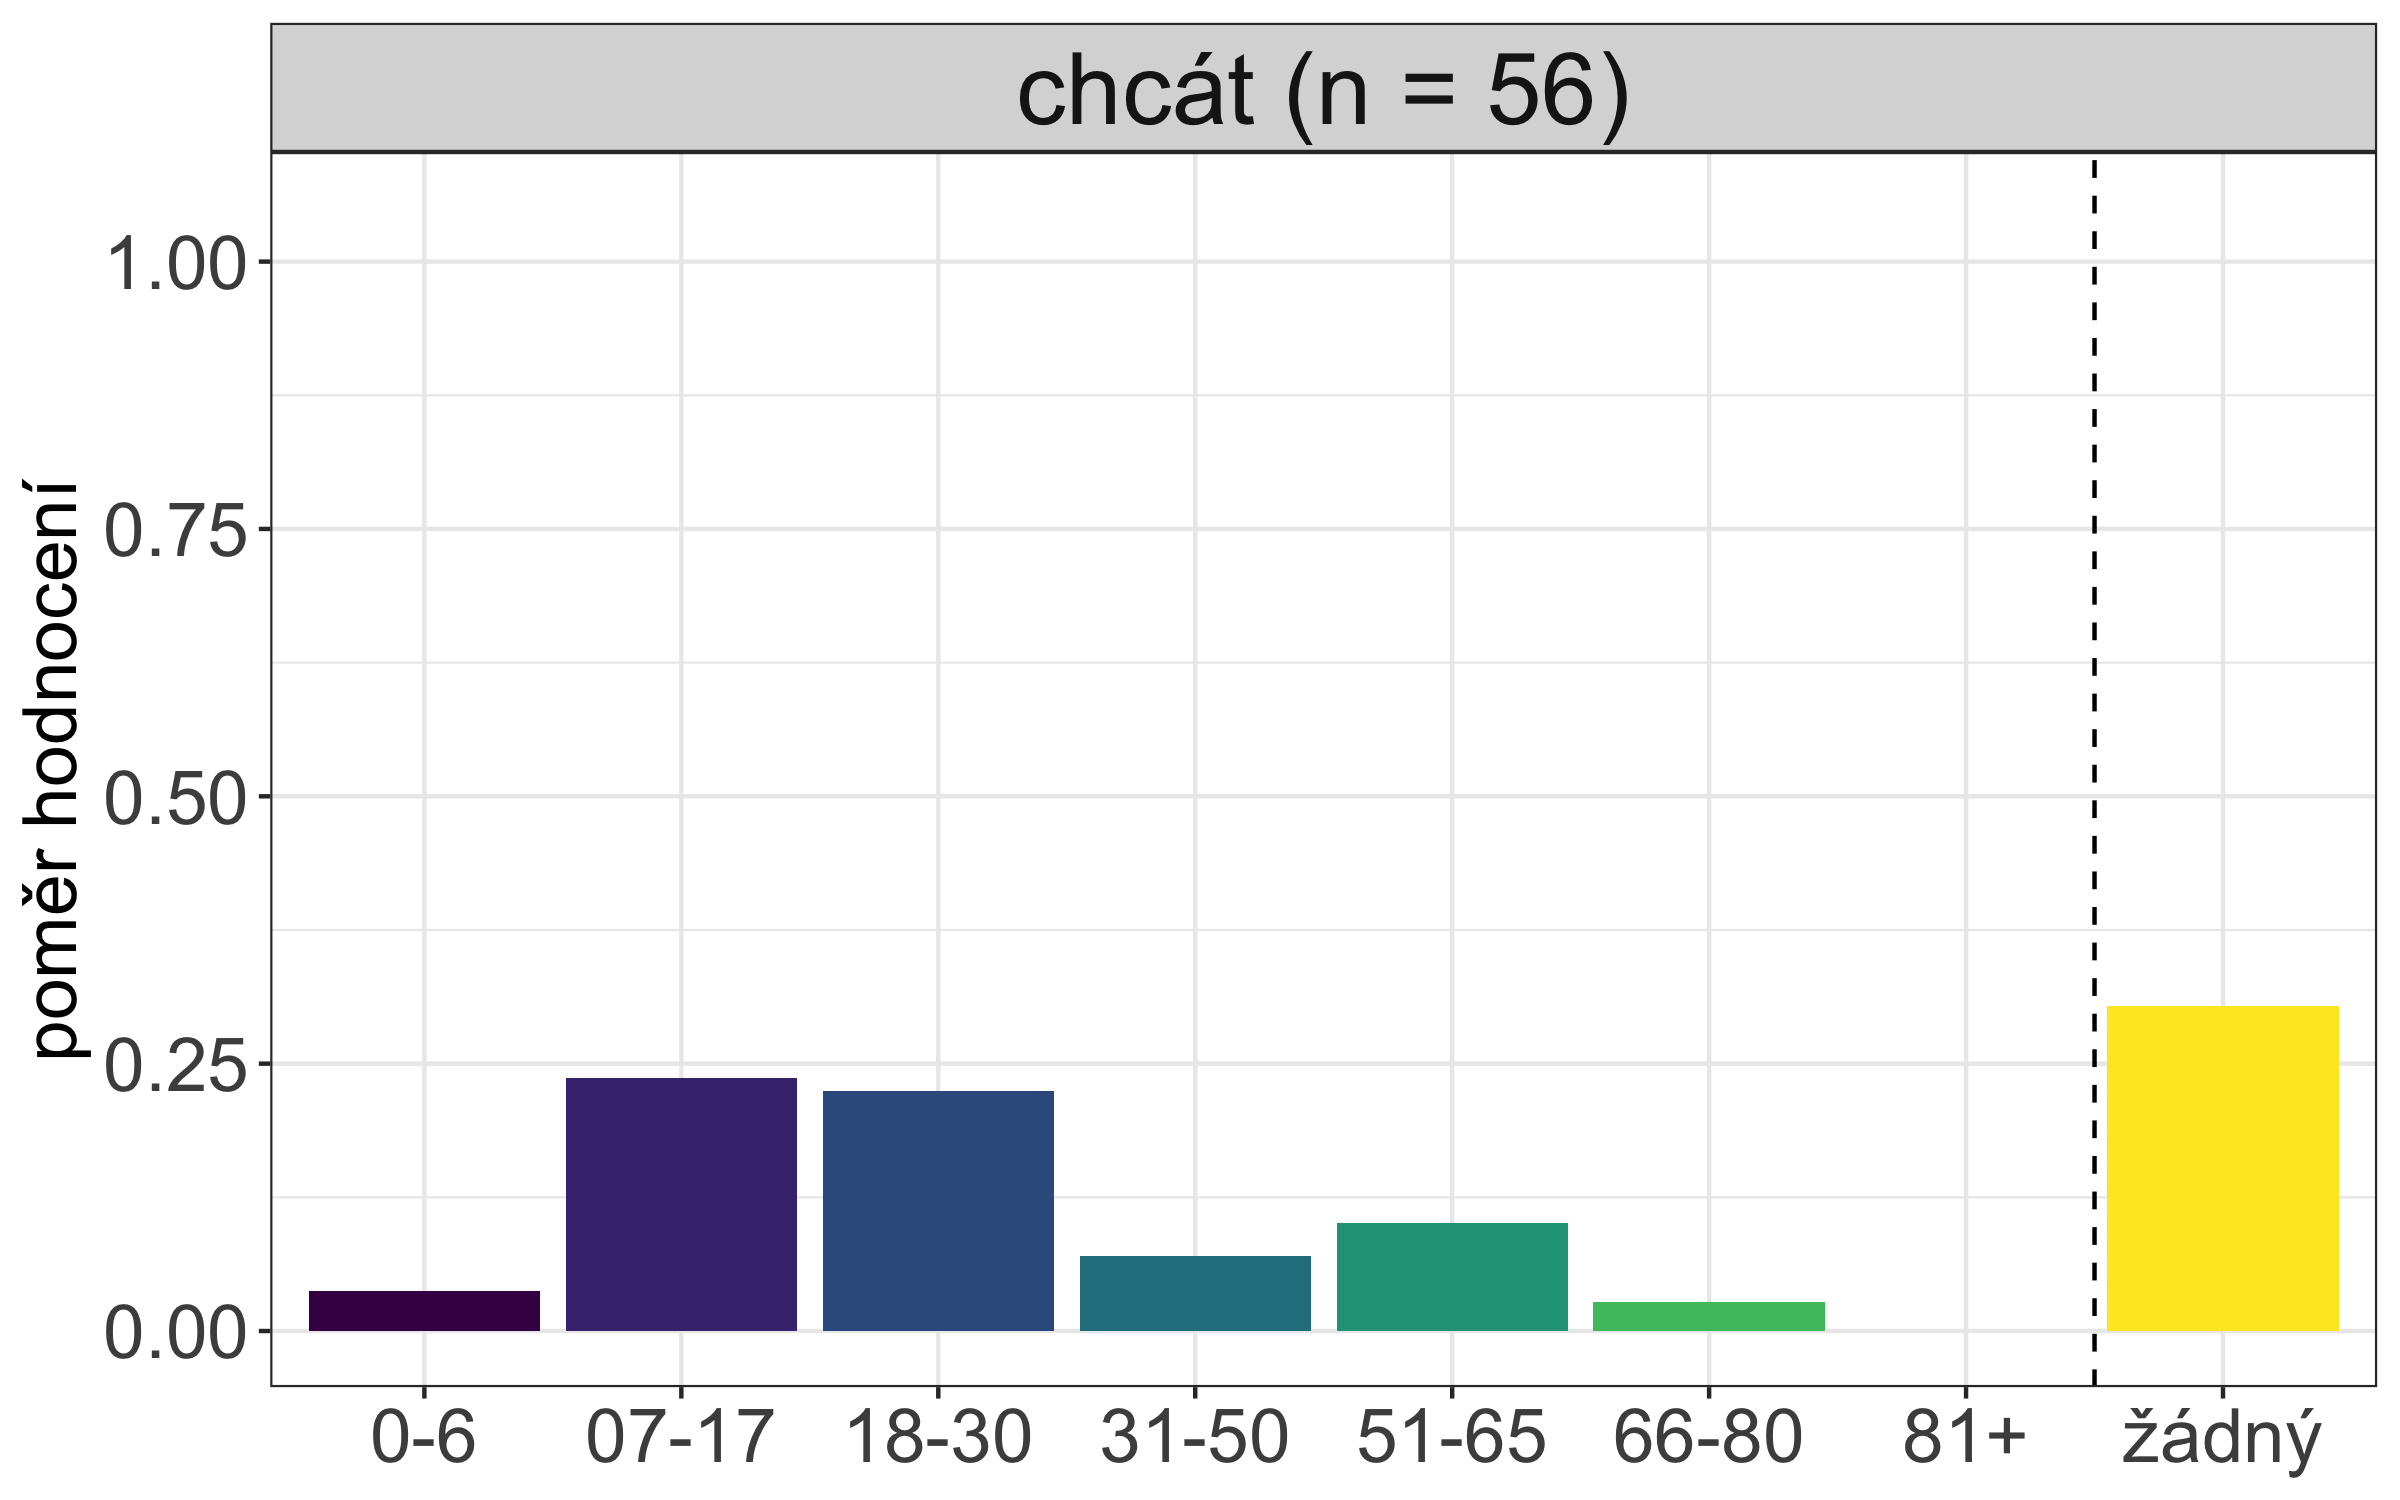 chcát (n = 56)
poměr hodnocení
1.00
0.75
0.50
0.25
0.00
0-6 07-17 18-30 31-50 51-65 66-80 81+ žádný